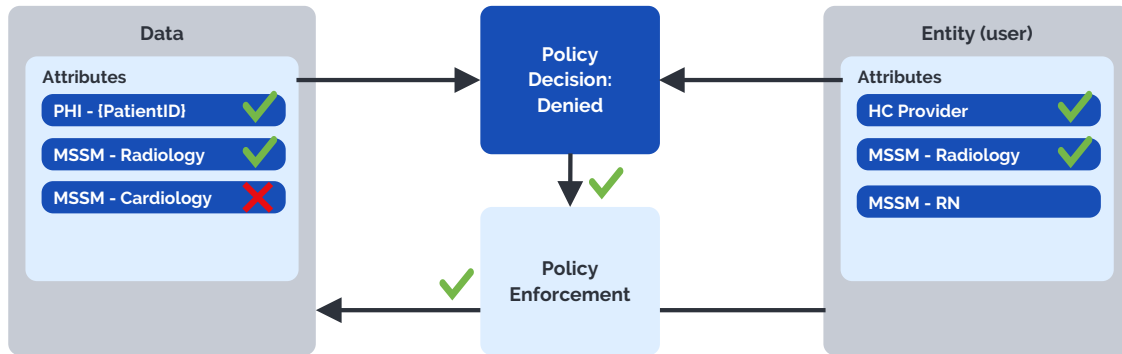 Data
Attributes
PHI - {PatientID}
MSSM - Radiology
MSSM - Cardiology
Policy
Decision:
Denied
Policy
Enforcement
Entity (user)
Attributes
HC Provider
MSSM - Radiology
MSSM - RN